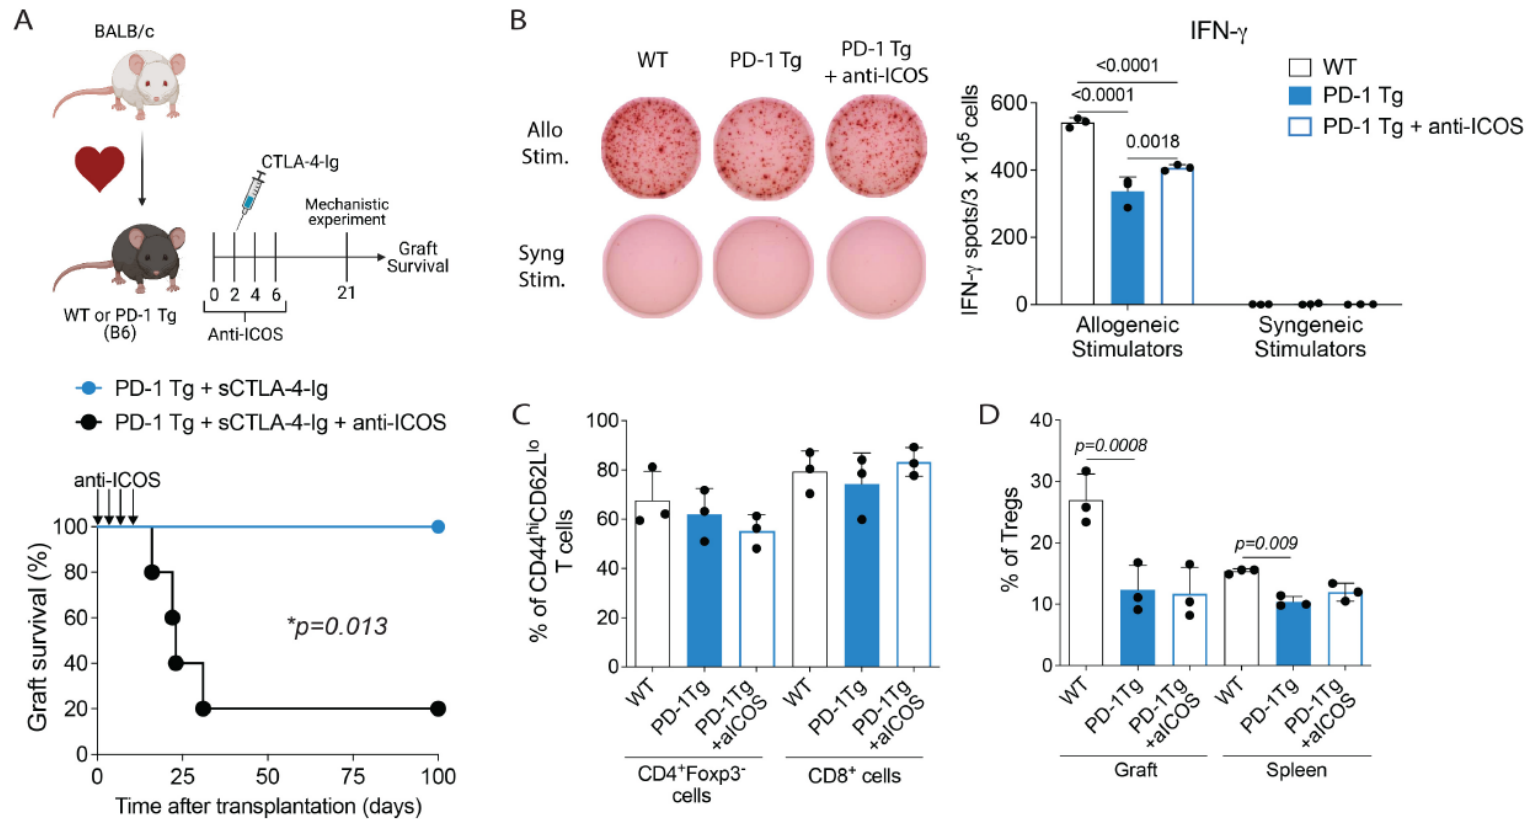 A
BALB/c
CTLA-4-Ig
Mechanistic
experiment
Graft
Survival
0 2 4 6 21
WT or PD-1 Tg
(B6)
Anti-ICOS
PD-1 Tg + sCTLA-4-Ig
PD-1 Tg + sCTLA-4-Ig + anti-ICOS
anti-ICOS
Graft survival (%)
100
80
60
40
20
0
*p=0.013
0 25 50 75 100
Time after transplantation (days)
B
WT
PD-1 Tg
PD-1 Tg
+ anti-ICOS
Allo
Stim.
Syng
Stim.
IFN-γ
WT
PD-1 Tg
PD-1 Tg + anti-ICOS
<0.0001
<0.0001
0.0018
IFN-γ spots/3 x 10⁵ cells
600
400
200
0
Allogeneic
Stimulators
Syngeneic
Stimulators
C
% of CD44ʰⁱCD62Lˡᵒ
T cells
100
80
60
40
20
0
WT
PD-1Tg
PD-1Tg
+aICOS
WT
PD-1Tg
PD-1Tg
+aICOS
CD4⁺Foxp3⁻
cells
CD8⁺ cells
D
% of Tregs
40
30
20
10
0
p=0.0008
p=0.009
WT
PD-1Tg
PD-1Tg
+aICOS
WT
PD-1Tg
PD-1Tg
+aICOS
Graft
Spleen